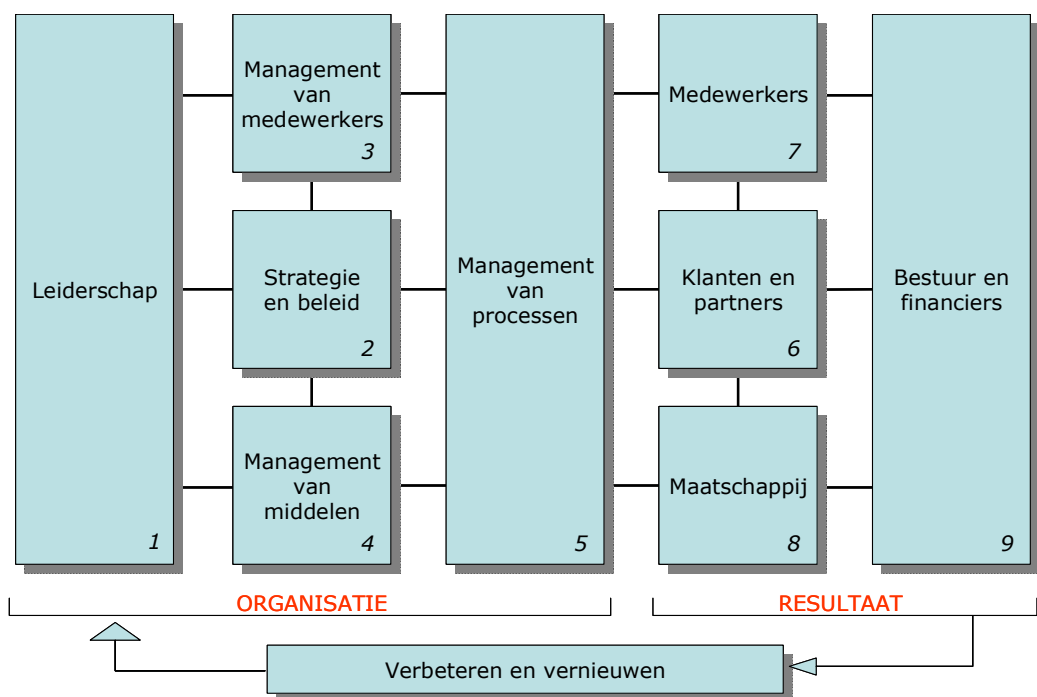 Leiderschap
1
Management
van
medewerkers
3
Strategie
en beleid
2
Management
van
middelen
4
Management
van
processen
5
Medewerkers
7
Klanten en
partners
6
Maatschappij
8
Bestuur en
financiers
9
ORGANISATIE
RESULTAAT
Verbeteren en vernieuwen